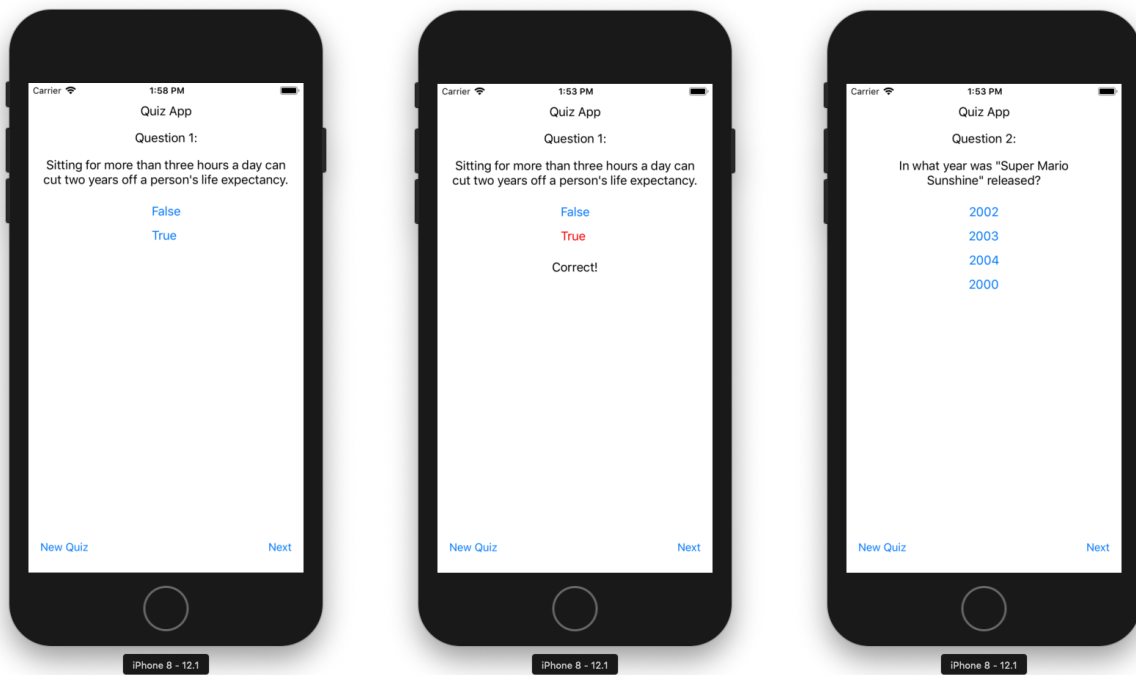 Carrier 1:58 PM
Quiz App
Question 1:
Sitting for more than three hours a day can
cut two years off a person's life expectancy.
False
True
New Quiz Next
iPhone 8 - 12.1
Carrier 1:53 PM
Quiz App
Question 1:
Sitting for more than three hours a day can
cut two years off a person's life expectancy.
False
True
Correct!
New Quiz Next
iPhone 8 - 12.1
Carrier 1:53 PM
Quiz App
Question 2:
In what year was "Super Mario
Sunshine" released?
2002
2003
2004
2000
New Quiz Next
iPhone 8 - 12.1